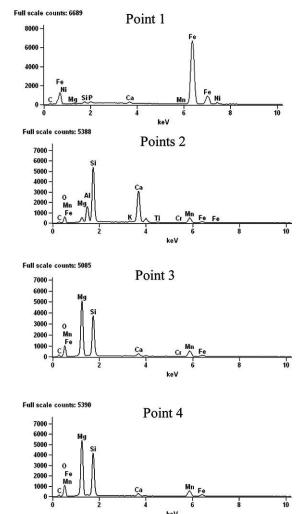 Full scale counts: 6689
Point 1
8000
6000
4000
2000
0
C
Fe
Ni
Mg
Si
P
Ca
Mn
Fe
Fe
Ni
0 2 4 6 8 10
keV
Full scale counts: 5388
Points 2
7000
6000
5000
4000
3000
2000
1000
0
C
O
Mn
Fe
Mg
Al
Si
K
Ca
Ti
Cr
Mn
Fe
Fe
0 2 4 6 8 10
keV
Full scale counts: 5085
Point 3
7000
6000
5000
4000
3000
2000
1000
0
C
O
Mn
Fe
Mg
Si
Ca
Cr
Mn
Fe
0 2 4 6 8 10
keV
Full scale counts: 5390
Point 4
7000
6000
5000
4000
3000
2000
1000
0
C
O
Fe
Mn
Mg
Si
Ca
Mn
Fe
0 2 4 6 8 10
keV